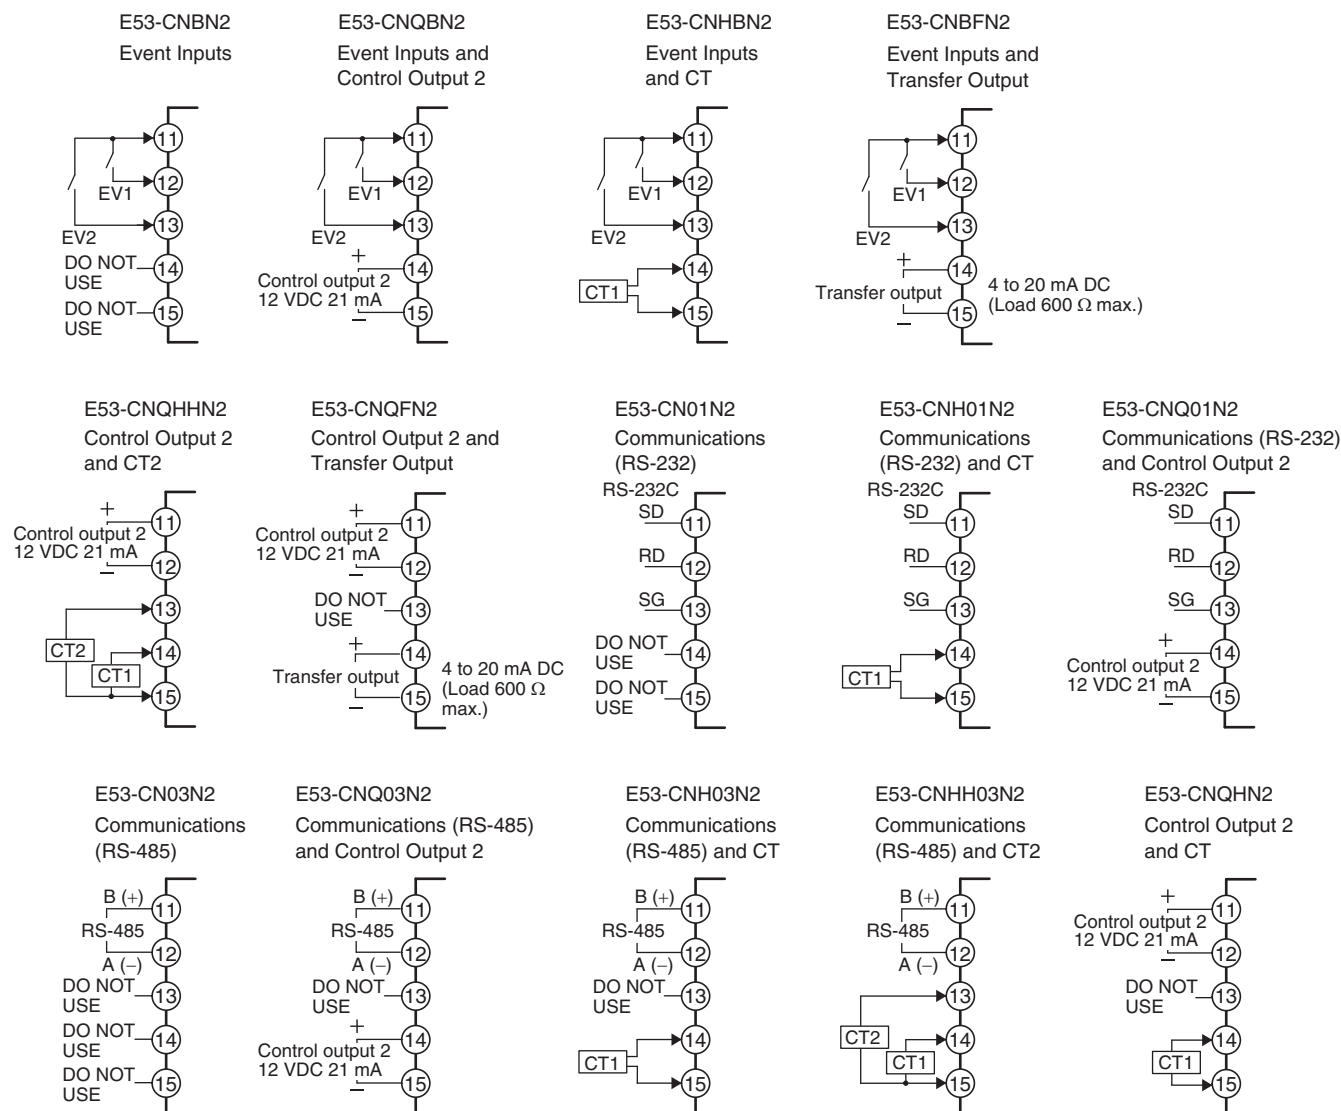 E53-CNBN2
Event Inputs
11
12
EV1
13
EV2
DO NOT
USE
14
DO NOT
USE
15
E53-CNQBN2
Event Inputs and
Control Output 2
11
12
EV1
13
EV2
+
14
Control output 2
12 VDC 21 mA
−
15
E53-CNHBN2
Event Inputs
and CT
11
12
EV1
13
EV2
14
CT1
15
E53-CNBFN2
Event Inputs and
Transfer Output
11
12
EV1
13
EV2
+
14
Transfer output
4 to 20 mA DC
(Load 600 Ω max.)
−
15
E53-CNQHHN2
Control Output 2
and CT2
+
11
Control output 2
12 VDC 21 mA
−
12
13
CT2
14
CT1
15
E53-CNQFN2
Control Output 2 and
Transfer Output
+
11
Control output 2
12 VDC 21 mA
−
12
DO NOT
USE
13
+
14
Transfer output
4 to 20 mA DC
(Load 600 Ω
max.)
−
15
E53-CN01N2
Communications
(RS-232)
RS-232C
SD
11
RD
12
SG
13
DO NOT
USE
14
DO NOT
USE
15
E53-CNH01N2
Communications
(RS-232) and CT
RS-232C
SD
11
RD
12
SG
13
14
CT1
15
E53-CNQ01N2
Communications (RS-232)
and Control Output 2
RS-232C
SD
11
RD
12
SG
13
+
14
Control output 2
12 VDC 21 mA
−
15
E53-CN03N2
Communications
(RS-485)
B (+)
11
RS-485
12
A (−)
DO NOT
USE
13
DO NOT
USE
14
DO NOT
USE
15
E53-CNQ03N2
Communications (RS-485)
and Control Output 2
B (+)
11
RS-485
12
A (−)
DO NOT
USE
13
+
14
Control output 2
12 VDC 21 mA
−
15
E53-CNH03N2
Communications
(RS-485) and CT
B (+)
11
RS-485
12
A (−)
DO NOT
USE
13
14
CT1
15
E53-CNHH03N2
Communications
(RS-485) and CT2
B (+)
11
RS-485
12
A (−)
13
CT2
14
CT1
15
E53-CNQHN2
Control Output 2
and CT
+
11
Control output 2
12 VDC 21 mA
−
12
DO NOT
USE
13
14
CT1
15